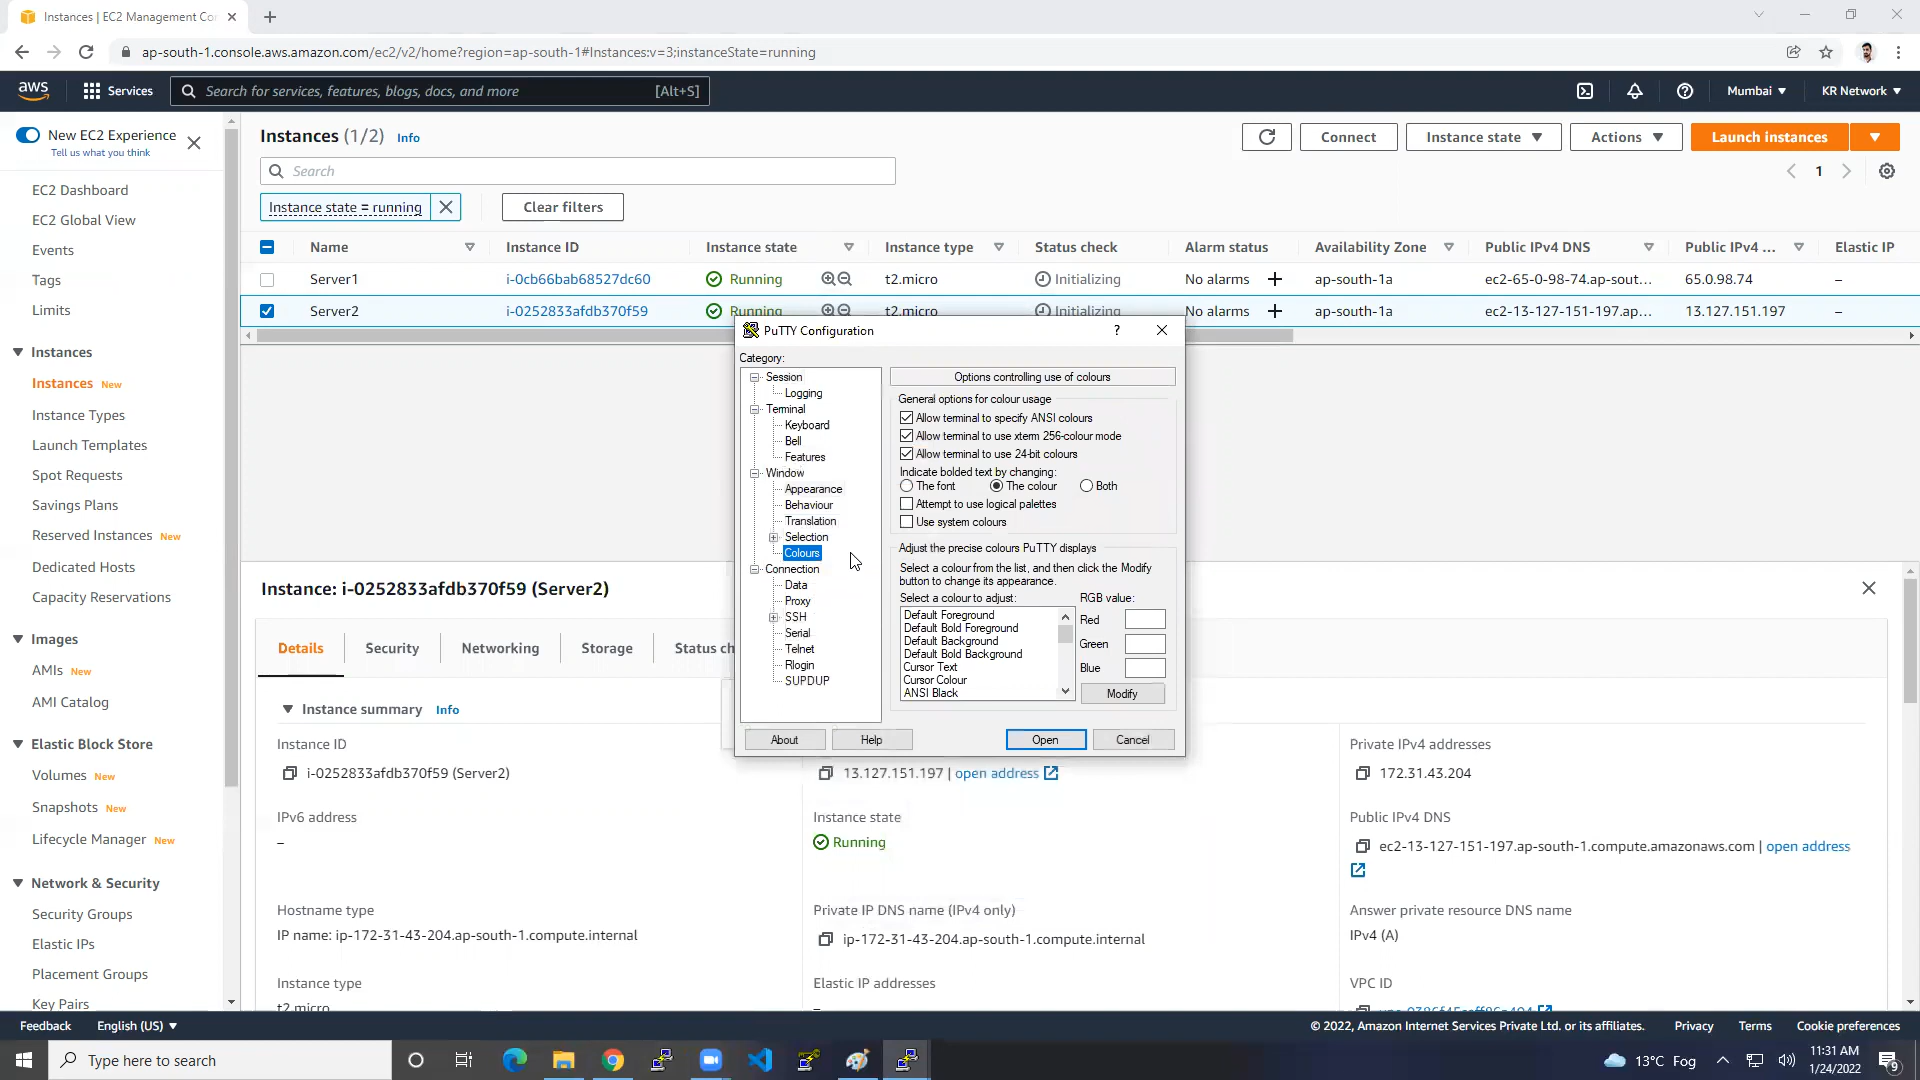 Instances | EC2 Management Co
ap-south-1.console.aws.amazon.com/ec2/v2/home?region=ap-south-1#Instances:v=3;instanceState=running
aws
Services
Search for services, features, blogs, docs, and more [Alt+S]
Mumbai
KR Network
New EC2 Experience
Tell us what you think
EC2 Dashboard
EC2 Global View
Events
Tags
Limits
Instances
Instances New
Instance Types
Launch Templates
Spot Requests
Savings Plans
Reserved Instances New
Dedicated Hosts
Capacity Reservations
Images
AMIs New
AMI Catalog
Elastic Block Store
Volumes New
Snapshots New
Lifecycle Manager New
Network & Security
Security Groups
Elastic IPs
Placement Groups
Key Pairs
Instances (1/2) Info
Connect
Instance state
Actions
Launch instances
Search
1
Instance state = running
Clear filters
Name Instance ID Instance state Instance type Status check Alarm status Availability Zone Public IPv4 DNS Public IPv4 ... Elastic IP
Server1 i-0cb66bab68527dc60 Running t2.micro Initializing No alarms ap-south-1a ec2-65-0-98-74.ap-sout... 65.0.98.74 –
Server2 i-0252833afdb370f59 Running t2.micro Initializing No alarms ap-south-1a ec2-13-127-151-197.ap... 13.127.151.197 –
PuTTY Configuration
?
Category:
Session
Logging
Terminal
Keyboard
Bell
Features
Window
Appearance
Behaviour
Translation
Selection
Colours
Connection
Data
Proxy
SSH
Serial
Telnet
Rlogin
SUPDUP
Options controlling use of colours
General options for colour usage
Allow terminal to specify ANSI colours
Allow terminal to use xterm 256-colour mode
Allow terminal to use 24-bit colours
Indicate bolded text by changing:
The font The colour Both
Attempt to use logical palettes
Use system colours
Adjust the precise colours PuTTY displays
Select a colour from the list, and then click the Modify
button to change its appearance.
Select a colour to adjust: RGB value:
Default Foreground
Default Bold Foreground
Default Background
Default Bold Background
Cursor Text
Cursor Colour
ANSI Black
Red
Green
Blue
Modify
About
Help
Open
Cancel
Instance: i-0252833afdb370f59 (Server2)
Details
Security
Networking
Storage
Status ch
Instance summary Info
Instance ID
i-0252833afdb370f59 (Server2)
13.127.151.197 | open address
Private IPv4 addresses
172.31.43.204
IPv6 address
–
Instance state
Running
Public IPv4 DNS
ec2-13-127-151-197.ap-south-1.compute.amazonaws.com | open address
Hostname type
IP name: ip-172-31-43-204.ap-south-1.compute.internal
Private IP DNS name (IPv4 only)
ip-172-31-43-204.ap-south-1.compute.internal
Answer private resource DNS name
IPv4 (A)
Instance type
t2.micro
Elastic IP addresses
–
VPC ID
Feedback
English (US)
© 2022, Amazon Internet Services Private Ltd. or its affiliates.
Privacy
Terms
Cookie preferences
Type here to search
13°C Fog
11:31 AM
1/24/2022
9